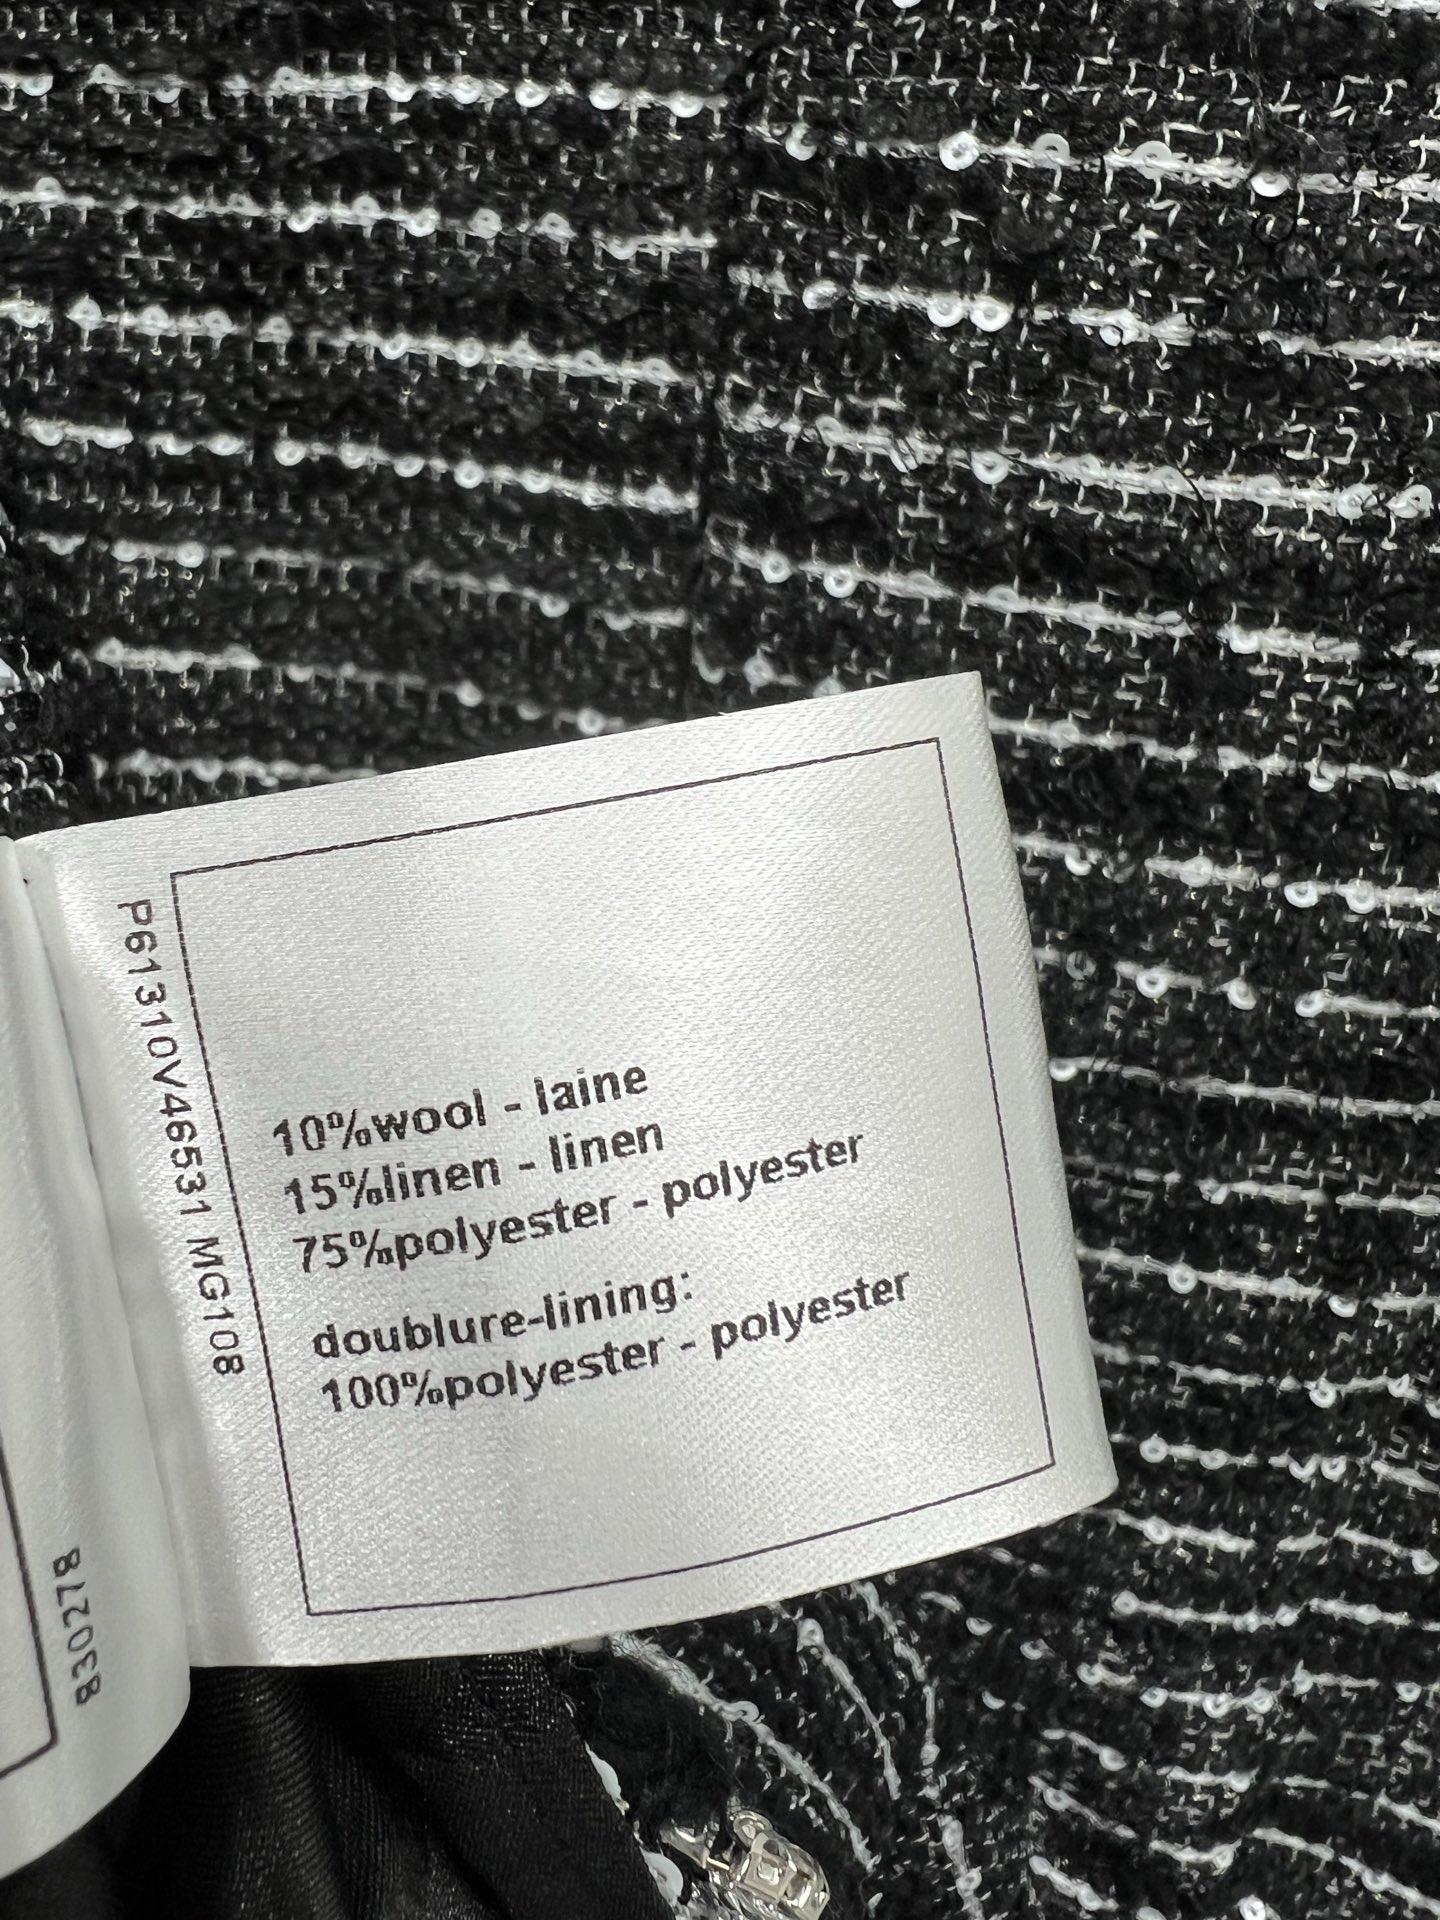 P61310V46531 MG108
10%wool - laine
15%linen - linen
75%polyester - polyester
doublure-lining:
100%polyester - polyester
830278